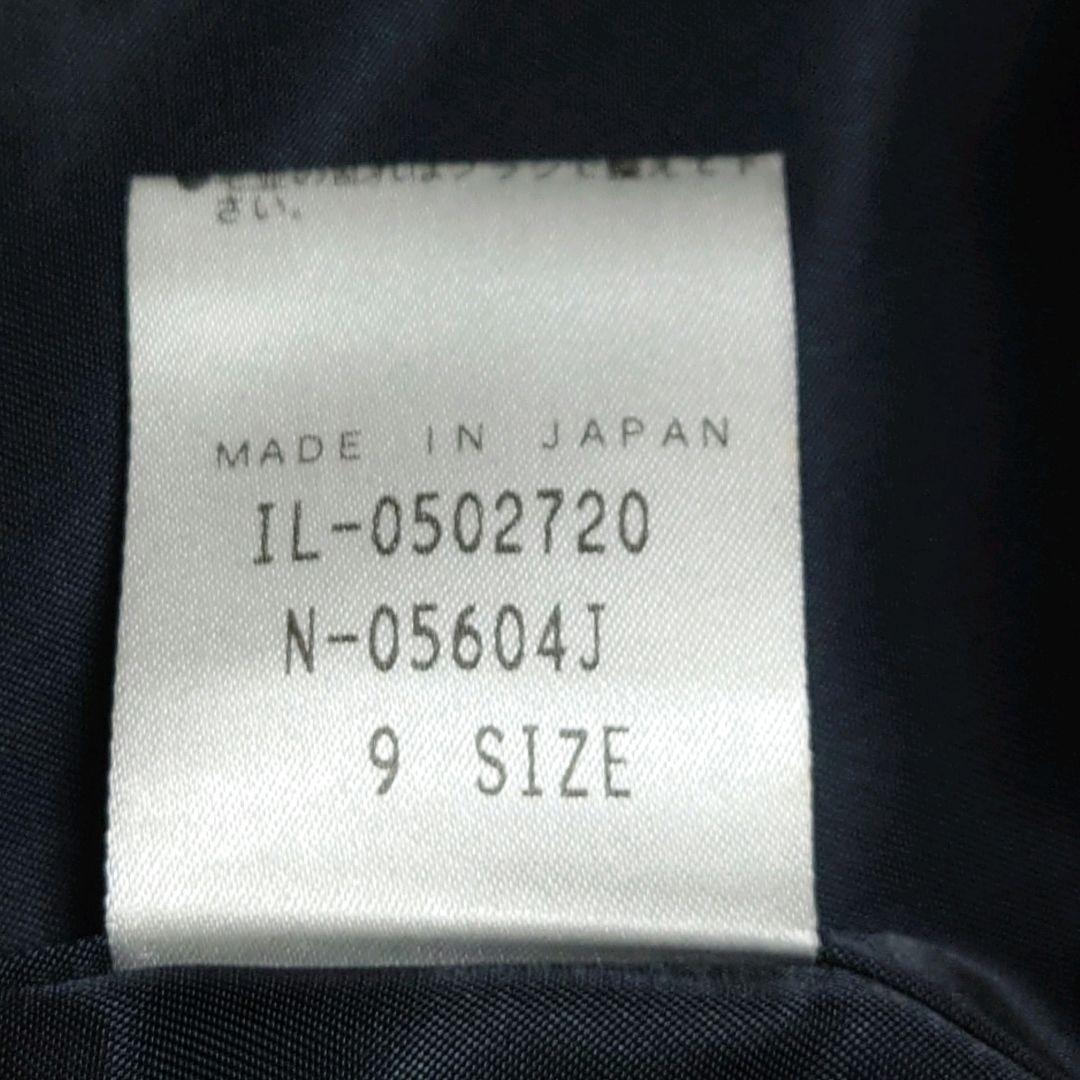 さい。
MADE IN JAPAN
IL-0502720
N-05604J
9 SIZE